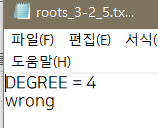 roots_3-2_5.tx...
파일(F) 편집(E) 서식(
도움말(H)
DEGREE = 4
wrong